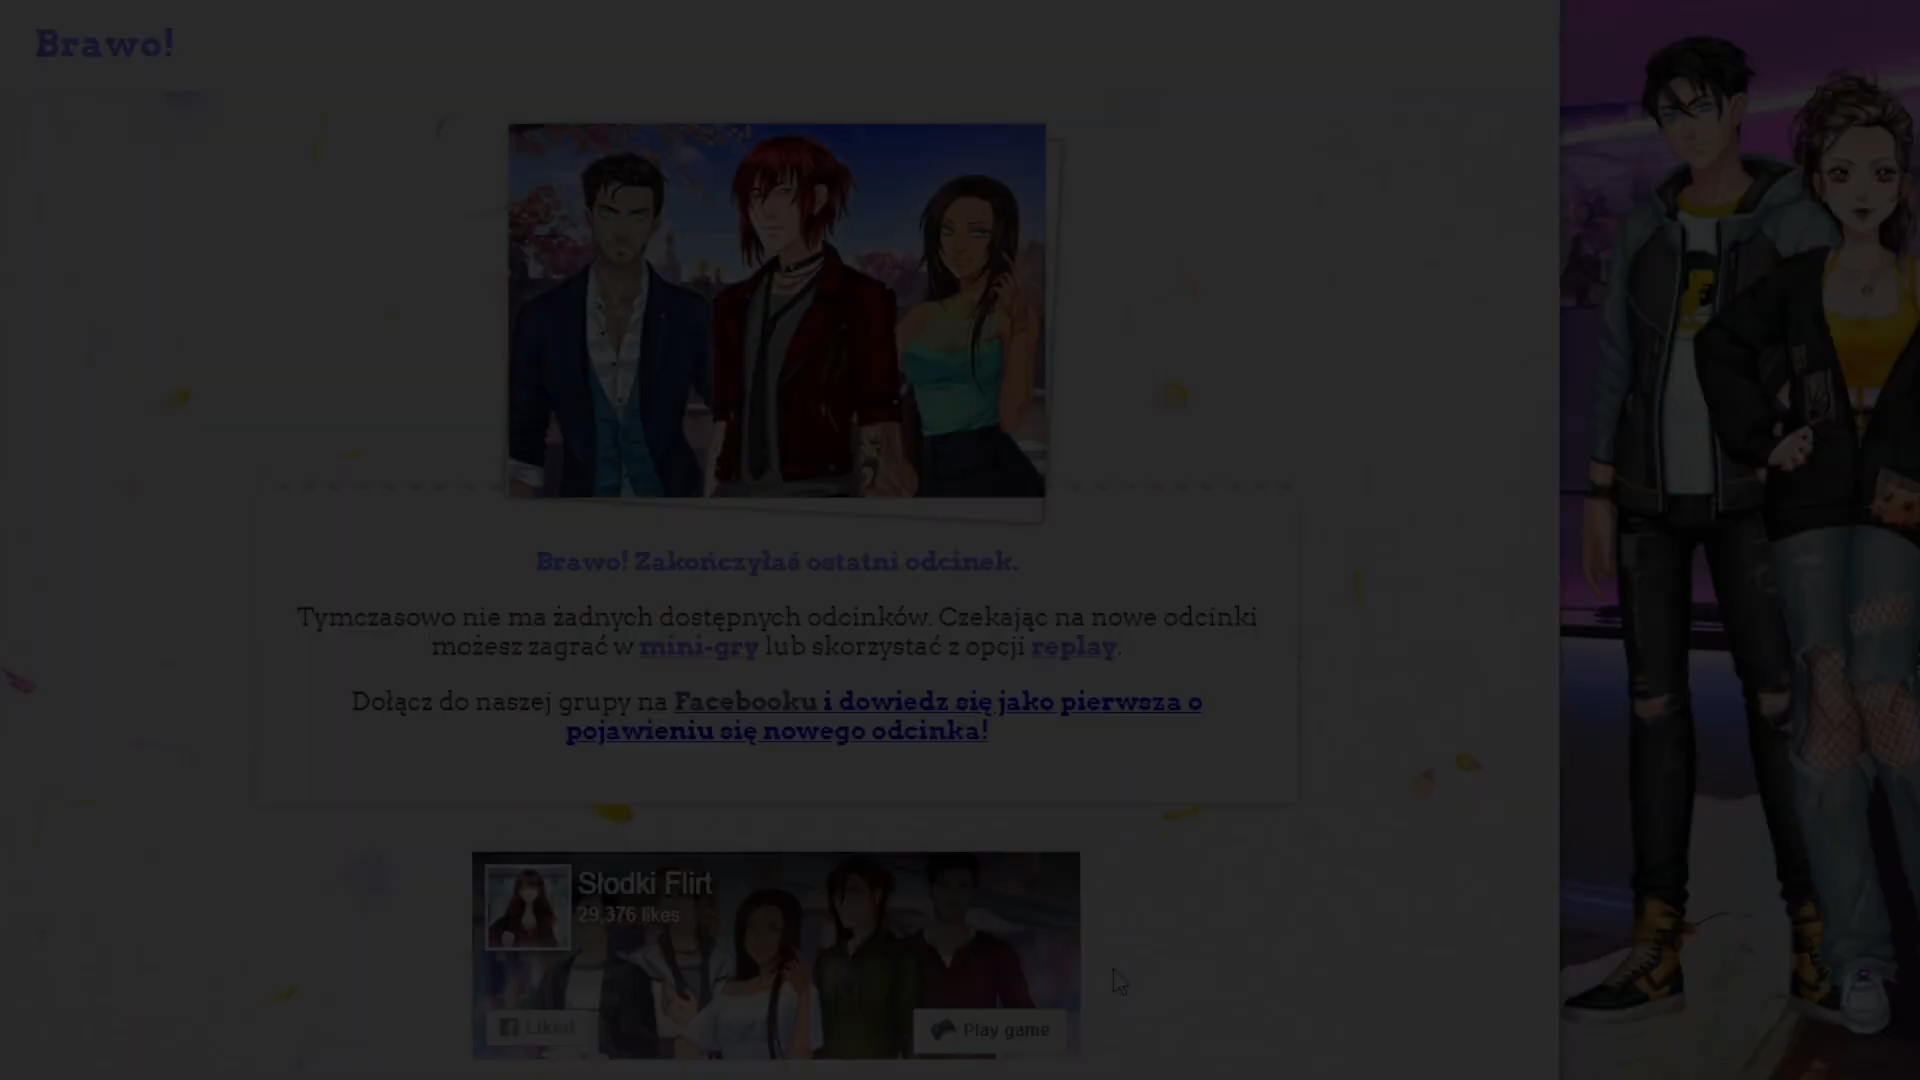 Brawo!
Brawo! Zakończyłaś ostatni odcinek.
Tymczasowo nie ma żadnych dostępnych odcinków. Czekając na nowe odcinki
możesz zagrać w mini-gry lub skorzystać z opcji replay.
Dołącz do naszej grupy na Facebooku i dowiedz się jako pierwsza o
pojawieniu się nowego odcinka!
Słodki Flirt
29,376 likes
Liked
Play game